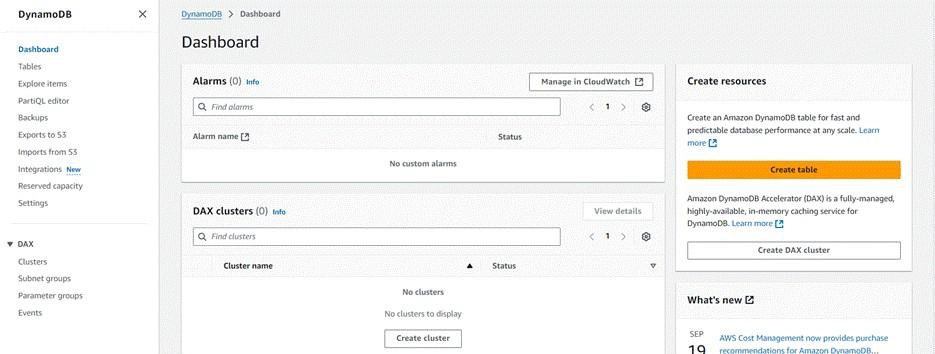 DynamoDB
Dashboard
Tables
Explore items
PartiQL editor
Backups
Exports to S3
Imports from S3
Integrations New
Reserved capacity
Settings
DAX
Clusters
Subnet groups
Parameter groups
Events
DynamoDB > Dashboard
Dashboard
Alarms (0) Info
Manage in CloudWatch
Find alarms
1
Alarm name
Status
No custom alarms
DAX clusters (0) Info
View details
Find clusters
1
Cluster name
Status
No clusters
No clusters to display
Create cluster
Create resources
Create an Amazon DynamoDB table for fast and
predictable database performance at any scale. Learn
more
Create table
Amazon DynamoDB Accelerator (DAX) is a fully-managed,
highly-available, in-memory caching service for
DynamoDB. Learn more
Create DAX cluster
What's new
SEP
19
AWS Cost Management now provides purchase
recommendations for Amazon DynamoDB...